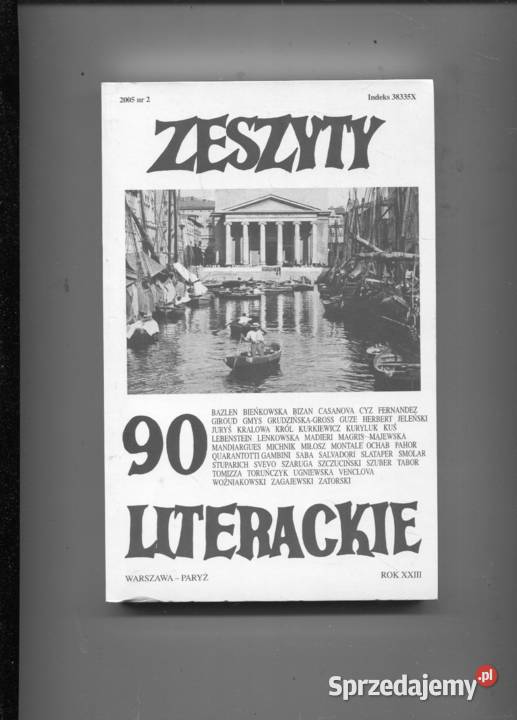 2005 nr 2 Indeks 38335X
ZESZYTY
90
BAZLEN BIEŃKOWSKA BIZAN CASANOVA CYZ FERNANDEZ
GIROUD GMYS GRUDZIŃSKA-GROSS GUZE HERBERT JELEŃSKI
JURYŚ KRALOWA KRÓL KURKIEWICZ KURYLUK KUŚ
LEBENSTEIN LENKOWSKA MADIERI MAGRIS MAJEWSKA
MANDIARGUES MICHNIK MIŁOSZ MONTALE OCHAB PAHOR
QUARANTOTTI GAMBINI SABA SALVADORI SLATAPER SMOLAR
STUPARICH SVEVO SZARUGA SZCZUCIŃSKI SZUBER TABOR
TOMIZZA TORUŃCZYK UGNIEWSKA VENCLOVA
WOŹNIAKOWSKI ZAGAJEWSKI ZATORSKI
LITERACKIE
WARSZAWA – PARYŻ ROK XXIII
Sprzedajemy.pl